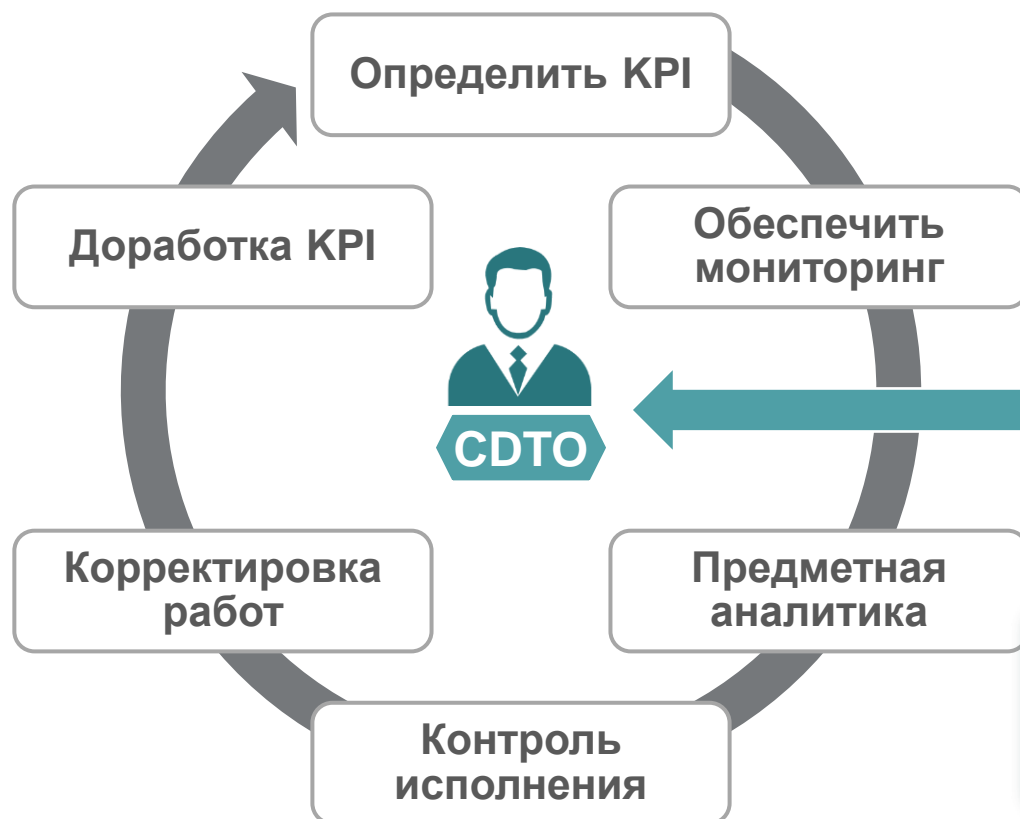 Определить KPI
Доработка KPI
Обеспечить
мониторинг
CDTO
Корректировка
работ
Предметная
аналитика
Контроль
исполнения